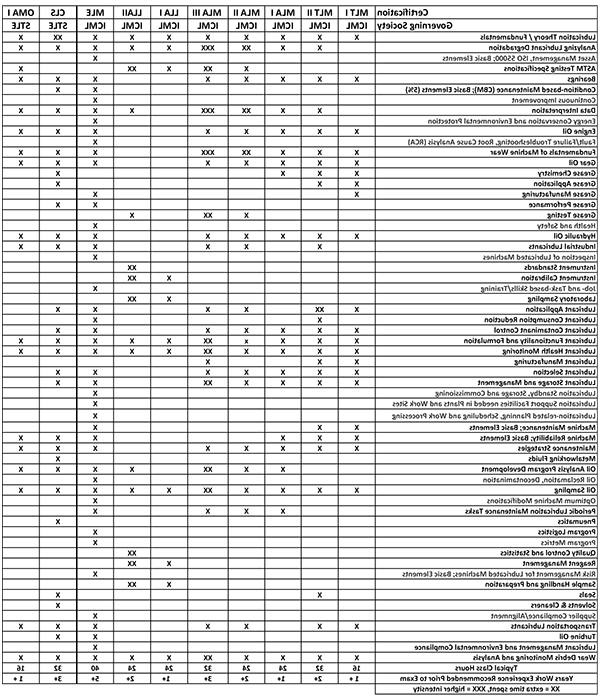 Certification MLT I MLT II MLA I MLA II MLA III LLA I LLAII MLE CLS OMA I
Governing Society ICML ICML ICML ICML ICML ICML ICML ICML STLE STLE
Lubrication Theory / Fundamentals X X X X X X X X XX X
Analyzing Degradation X X X XX XXX X X X X X
Asset Management, ISO 55000; Basic Elements X
ASTM Testing Specifications X XX X XX X
Bearings X X X X X X X X
Condition-based Maintenance (CBM); Basic Elements (5%) X X
Continuous Improvement X
Data Interpretation X X XX XXX X X X X X
Energy Conservation and Environmental Protection X
Engine Oil X X X X X X X X
Fault/Failure/Troubleshooting, Root Cause Analysis (RCA) X
Fundamentals of Machine Wear X X X XX XXX X X X
Gear Oil X X X X X X X X
Grease Chemistry X X X X
Grease Application X X X
Grease Manufacturing X X
Grease Performance X X
Grease Testing X XX X
Health and Safety X
Hydraulic Oil X X X X X X X X
Industrial Lubricants X X X X X X
Inspection of Lubricated Machines X
Instrument Standards XX
Instrument Calibration X XX
Job- and Task-based Skills/Training X
Laboratory Sampling X XX
Lubricant Application X XX X X X X
Lubricant Consumption Reduction X X
Lubricant Contaminant Control X X X X X X X
Lubricant Functionality and Formulation X X X X XX X X X X X
Lubricant Health Monitoring X X X X XX X X X X X
Lubricant Manufacturing X X X X
Lubricant Selection X X X X X X X
Lubricant Storage and Management X X X X XX X X
Lubrication Standby, Storage and Commissioning X
Lubrication Support Facilities needed in Plants and Work Sites X
Lubrication-related Planning, Scheduling and Work Processing X
Machine Maintenance; Basic Elements X X X
Machine Reliability; Basic Elements X X X X X X
Maintenance Strategies X X X X X X X X
Metalworking Fluids X
Oil Analysis Program Development X X XX X X X X X
Oil Reclamation, Decontamination X
Oil Sampling X X X X XX X X X X X
Optimum Machine Modifications X
Periodic Lubrication Maintenance Tasks X X X X
Pneumatics X
Program Logistics X
Program Metrics X
Quality Control and Statistics XX
Reagent Management X XX
Risk Management for Lubricated Machines; Basic Elements X
Sample Handling and Preparation X XX
Seals X X
Solvents & Cleaners X
Supplier Compliance/Alignment X
Transportation Lubricants X X X X X X X
Turbine Oil X X
Lubricant and Environmental Compliance X
Wear Debris Monitoring and Analysis X X X X XX X X X X X
Typical Class Hours 16 32 24 24 32 24 24 40 32 16
Years Work Experience Recommended Prior to Exam 1+ 2+ 1+ 2+ 3+ 1+ 2+ 5+ 3+ 1+
XX = extra time spent, XXX = higher intensity